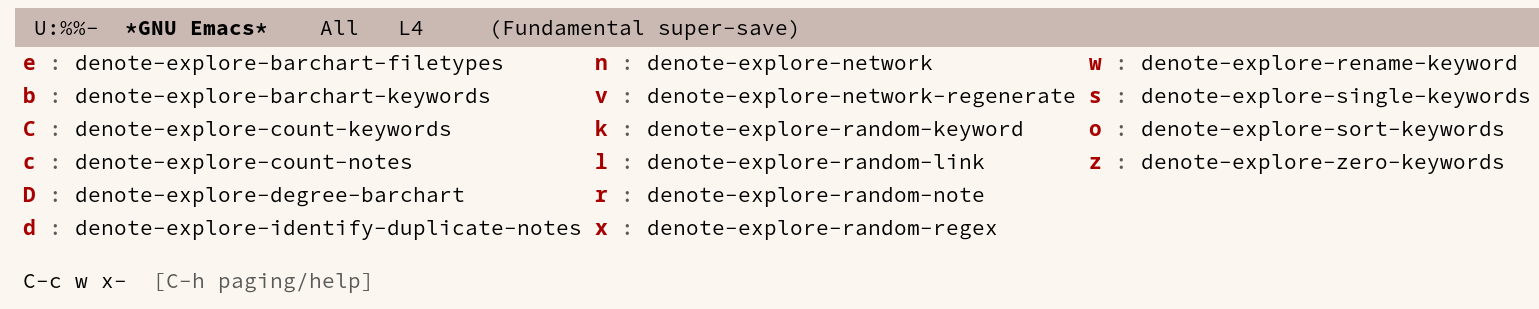 U:%%- *GNU Emacs* All L4 (Fundamental super-save)
e : denote-explore-barchart-filetypes n : denote-explore-network w : denote-explore-rename-keyword
b : denote-explore-barchart-keywords v : denote-explore-network-regenerate s : denote-explore-single-keywords
C : denote-explore-count-keywords k : denote-explore-random-keyword o : denote-explore-sort-keywords
c : denote-explore-count-notes l : denote-explore-random-link z : denote-explore-zero-keywords
D : denote-explore-degree-barchart r : denote-explore-random-note
d : denote-explore-identify-duplicate-notes x : denote-explore-random-regex
C-c w x- [C-h paging/help]